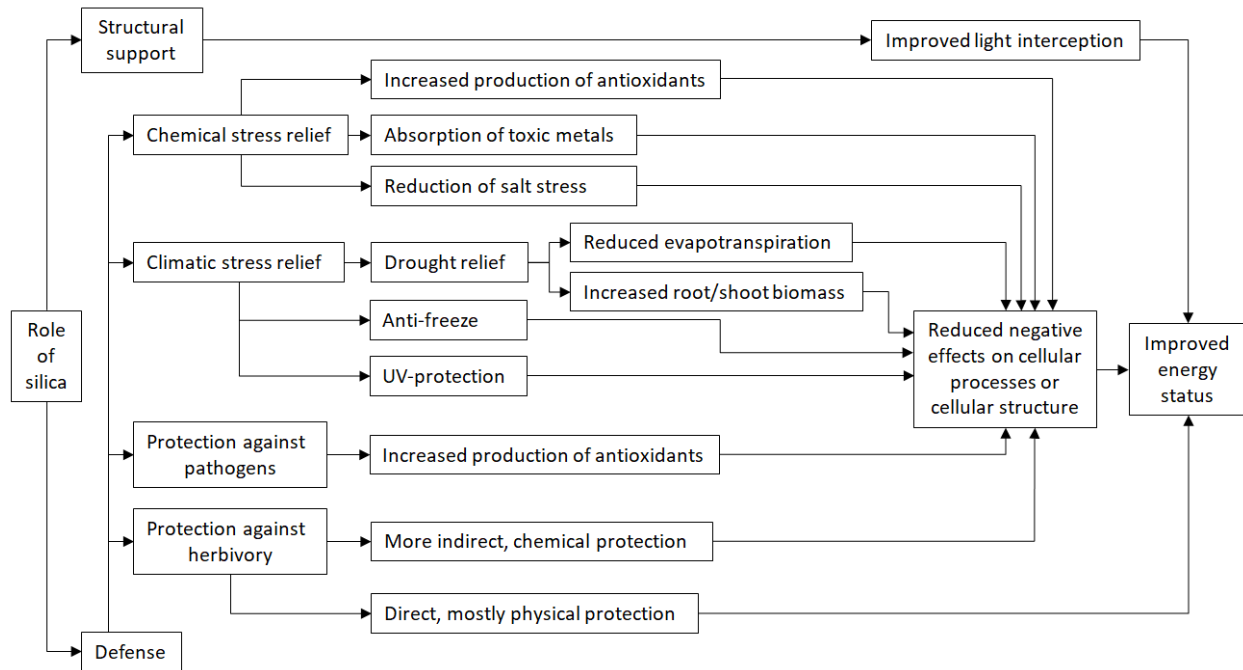 Structural
support
Improved light interception
Increased production of antioxidants
Chemical stress relief
Absorption of toxic metals
Reduction of salt stress
Climatic stress relief
Drought relief
Reduced evapotranspiration
Increased root/shoot biomass
Anti-freeze
UV-protection
Role
of
silica
Reduced negative
effects on cellular
processes or
cellular structure
Improved
energy
status
Protection against
pathogens
Increased production of antioxidants
Protection against
herbivory
More indirect, chemical protection
Direct, mostly physical protection
Defense